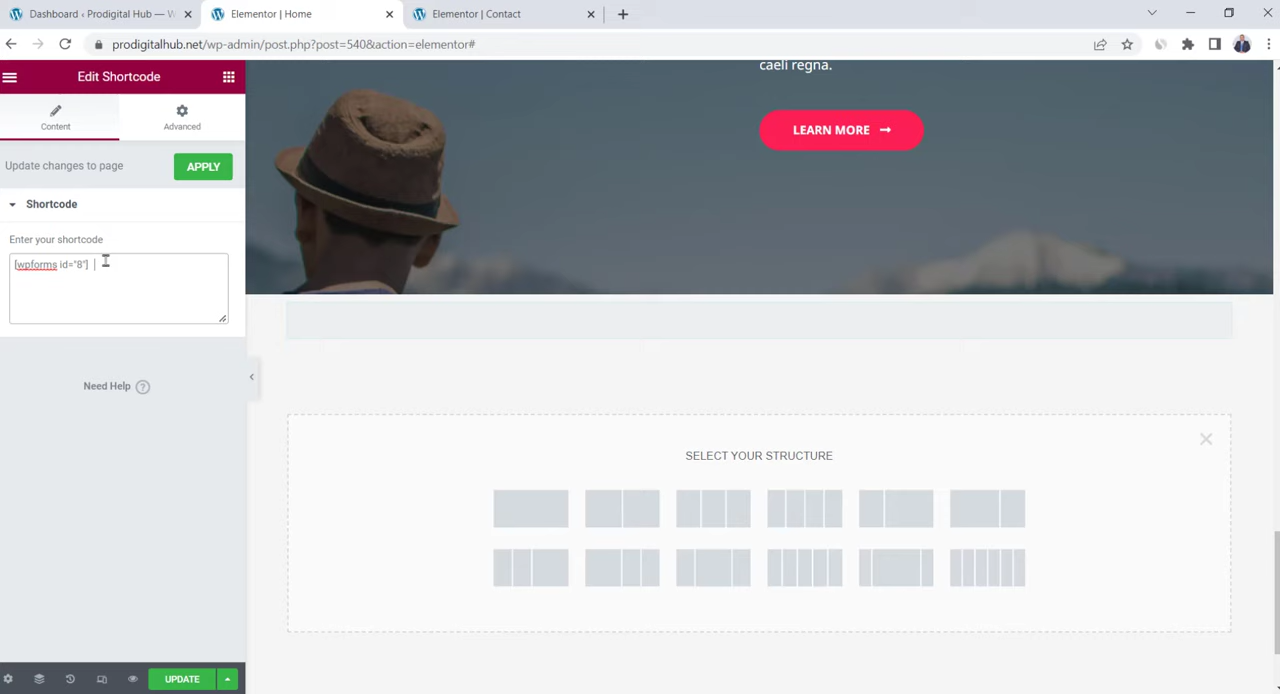 Dashboard ‹ Prodigital Hub — W
Elementor | Home
Elementor | Contact
prodigitalhub.net/wp-admin/post.php?post=540&action=elementor#
Edit Shortcode
Content
Advanced
Update changes to page
APPLY
Shortcode
Enter your shortcode
[wpforms id="8"]
Need Help
UPDATE
caeli regna.
LEARN MORE
SELECT YOUR STRUCTURE